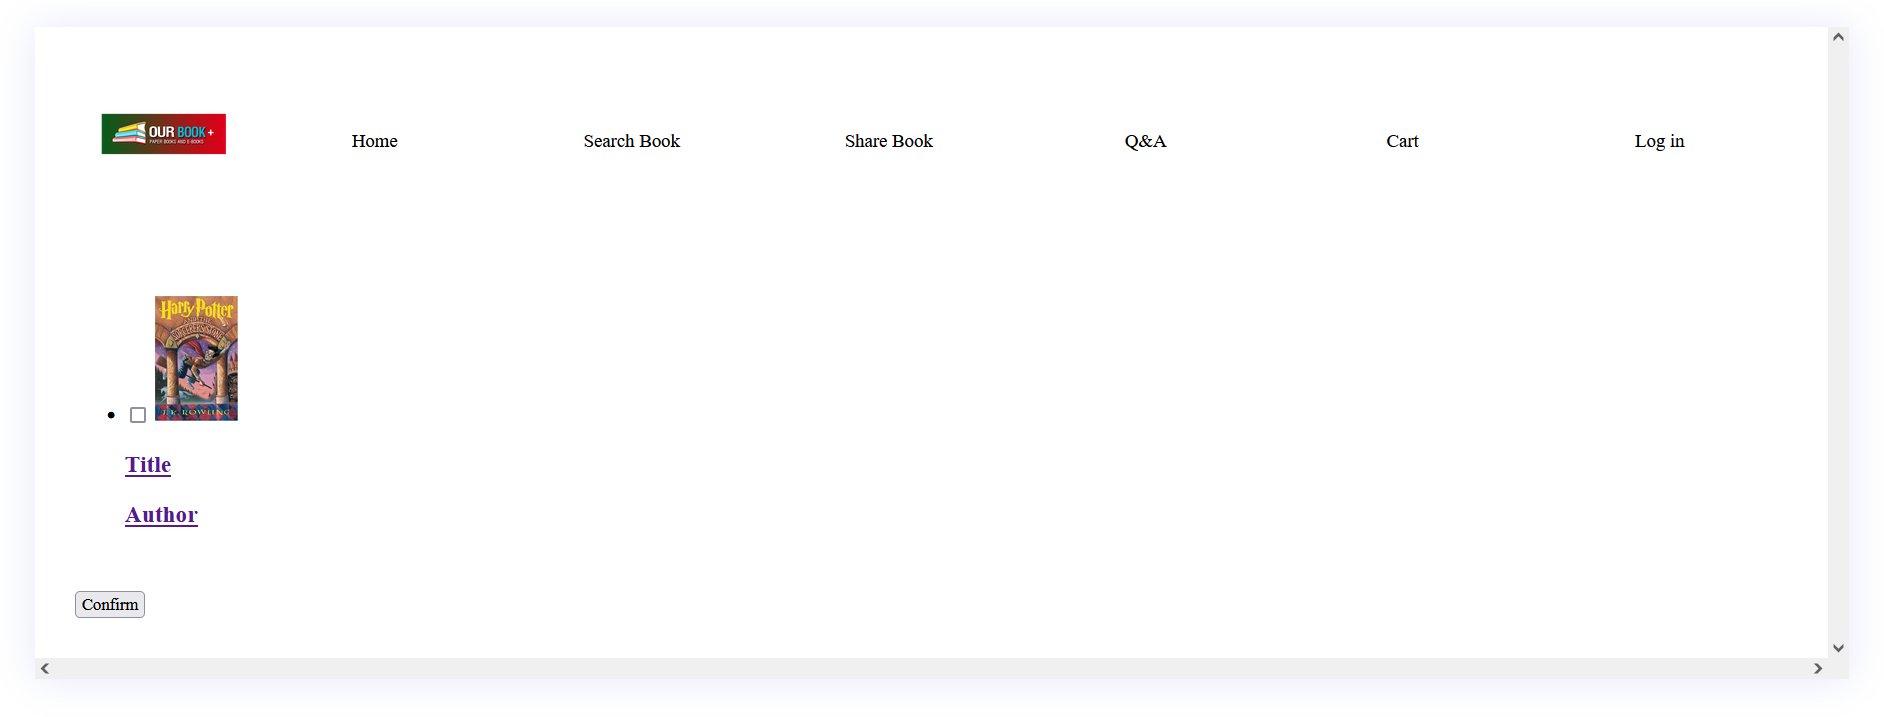 OUR BOOK +
PAPER BOOKS AND E-BOOKS
Home
Search Book
Share Book
Q&A
Cart
Log in
Harry Potter
AND THE
SORCERER'S STONE
J. K. ROWLING
Title
Author
Confirm